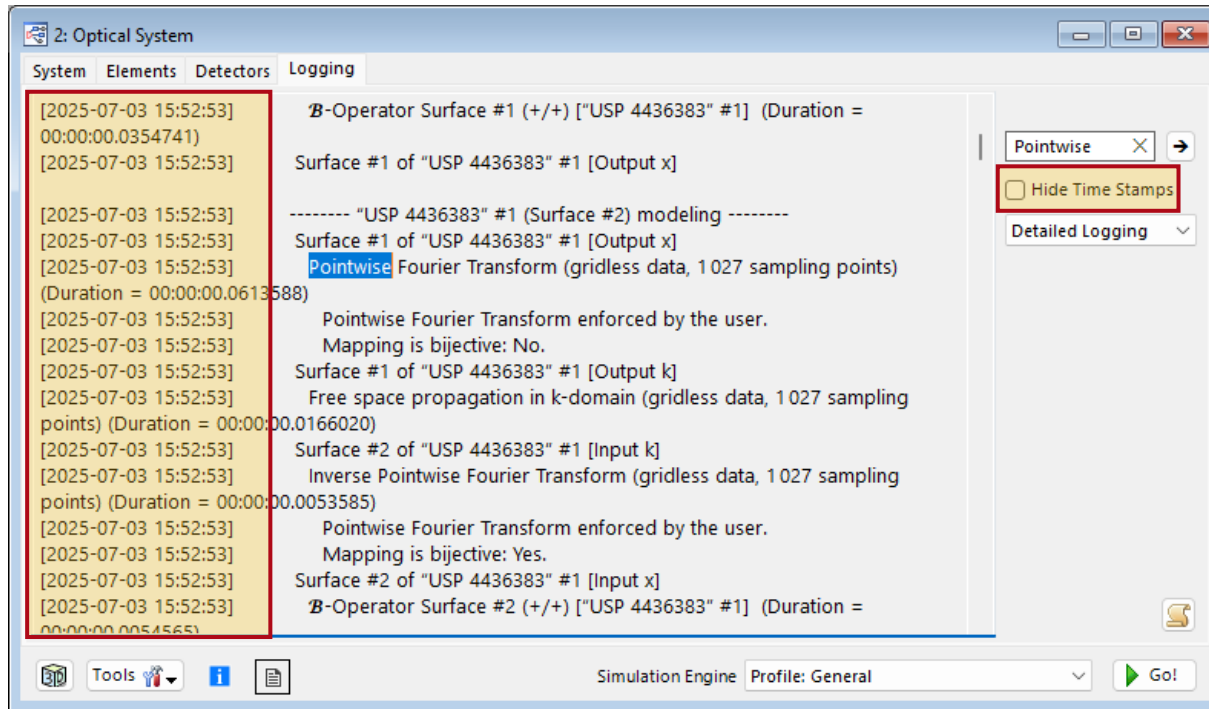 2: Optical System
System Elements Detectors Logging
[2025-07-03 15:52:53] 𝓑-Operator Surface #1 (+/+) ["USP 4436383" #1] (Duration =
00:00:00.0354741)
[2025-07-03 15:52:53] Surface #1 of "USP 4436383" #1 [Output x]
[2025-07-03 15:52:53] -------- "USP 4436383" #1 (Surface #2) modeling --------
[2025-07-03 15:52:53] Surface #1 of "USP 4436383" #1 [Output x]
[2025-07-03 15:52:53] Pointwise Fourier Transform (gridless data, 1 027 sampling points)
(Duration = 00:00:00.0613588)
[2025-07-03 15:52:53] Pointwise Fourier Transform enforced by the user.
[2025-07-03 15:52:53] Mapping is bijective: No.
[2025-07-03 15:52:53] Surface #1 of "USP 4436383" #1 [Output k]
[2025-07-03 15:52:53] Free space propagation in k-domain (gridless data, 1 027 sampling
points) (Duration = 00:00:00.0166020)
[2025-07-03 15:52:53] Surface #2 of "USP 4436383" #1 [Input k]
[2025-07-03 15:52:53] Inverse Pointwise Fourier Transform (gridless data, 1 027 sampling
points) (Duration = 00:00:00.0053585)
[2025-07-03 15:52:53] Pointwise Fourier Transform enforced by the user.
[2025-07-03 15:52:53] Mapping is bijective: Yes.
[2025-07-03 15:52:53] Surface #2 of "USP 4436383" #1 [Input x]
[2025-07-03 15:52:53] 𝓑-Operator Surface #2 (+/+) ["USP 4436383" #1] (Duration =
00:00:00.0054565)
Pointwise
Hide Time Stamps
Detailed Logging
3D Tools i Simulation Engine Profile: General Go!